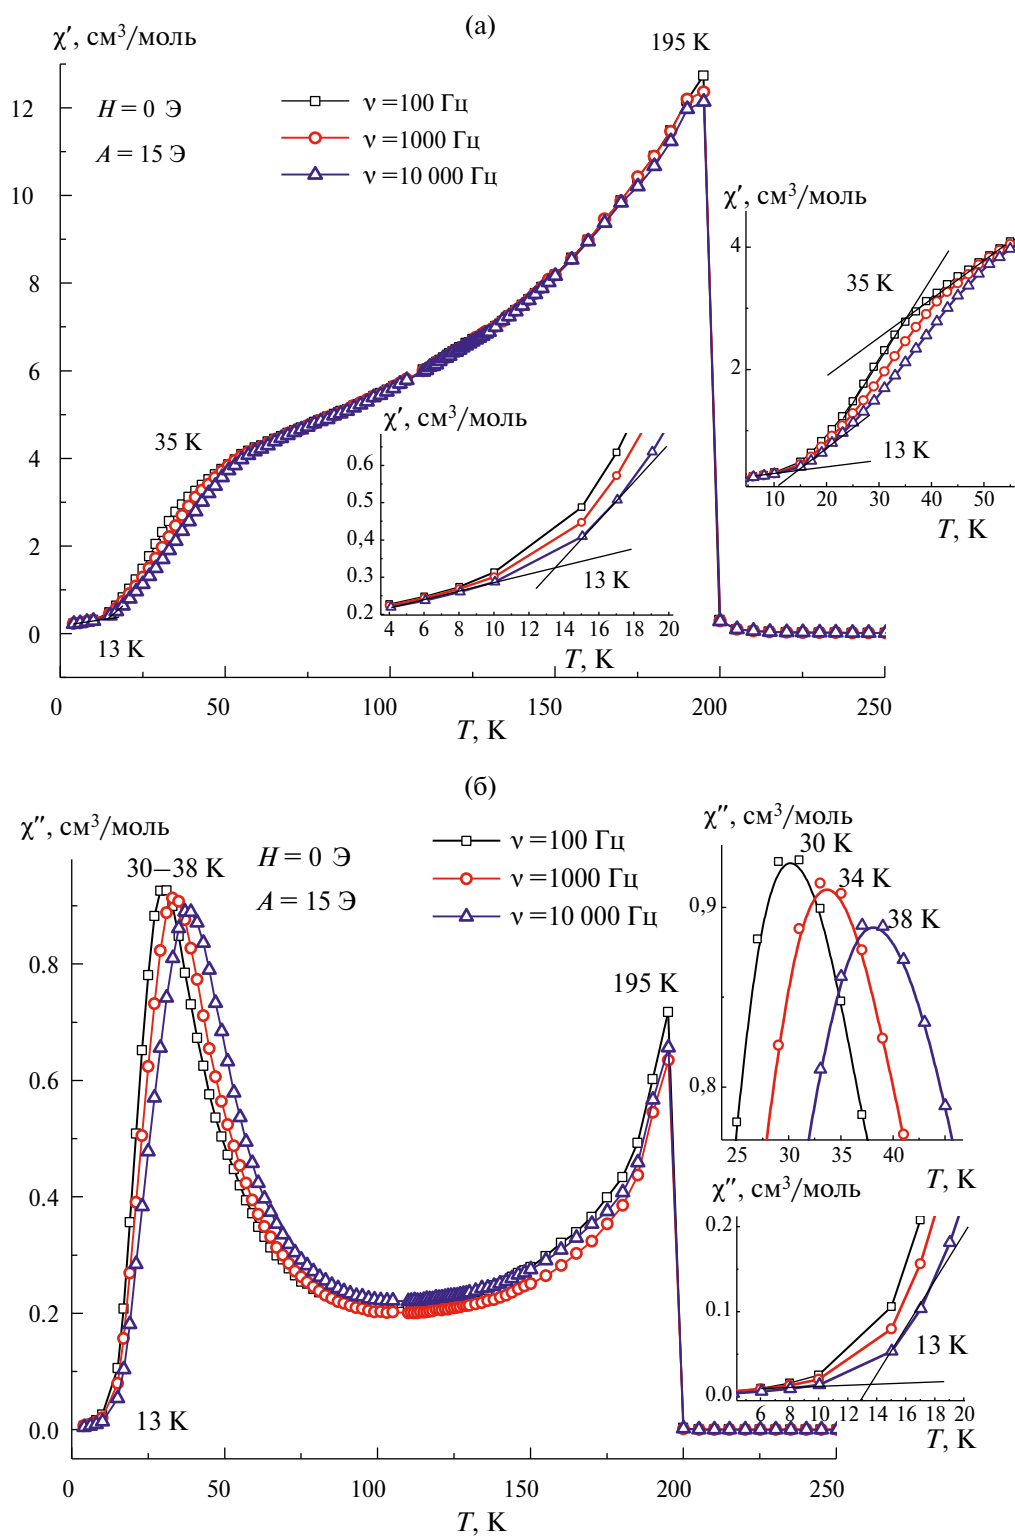 (а)
χ′, см³/моль
195 K
12
H = 0 Э
A = 15 Э
ν = 100 Гц
ν = 1000 Гц
ν = 10 000 Гц
10
8
6
4
2
0
35 K
13 K
χ′, см³/моль
4
2
35 K
13 K
10 20 30 40 50
T, K
χ′, см³/моль
0.6
0.5
0.4
0.3
0.2
13 K
4 6 8 10 12 14 16 18 20
T, K
0 50 100 150 200 250
T, K
(б)
χ″, см³/моль
30–38 K
H = 0 Э
A = 15 Э
ν = 100 Гц
ν = 1000 Гц
ν = 10 000 Гц
195 K
0.8
0.6
0.4
0.2
0.0
13 K
χ″, см³/моль
30 K
34 K
38 K
0,9
0,8
25 30 35 40
T, K
χ″, см³/моль
0.2
0.1
0.0
13 K
6 8 10 12 14 16 18 20
T, K
0 50 100 150 200 250
T, K